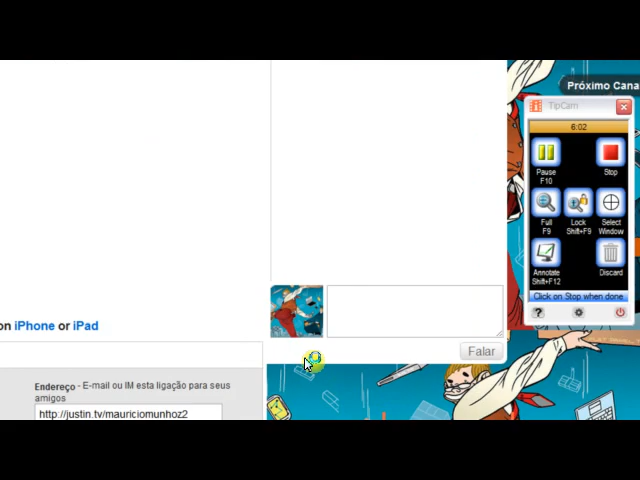 Próximo Cana
TipCam
6:02
Pause
F10
Stop
Full
F9
Lock
Shift+F9
Select
Window
Annotate
Shift+F12
Discard
Click on Stop when done
?
on iPhone or iPad
Falar
Endereço - E-mail ou IM esta ligação para seus
amigos
http://justin.tv/mauriciomunhoz2